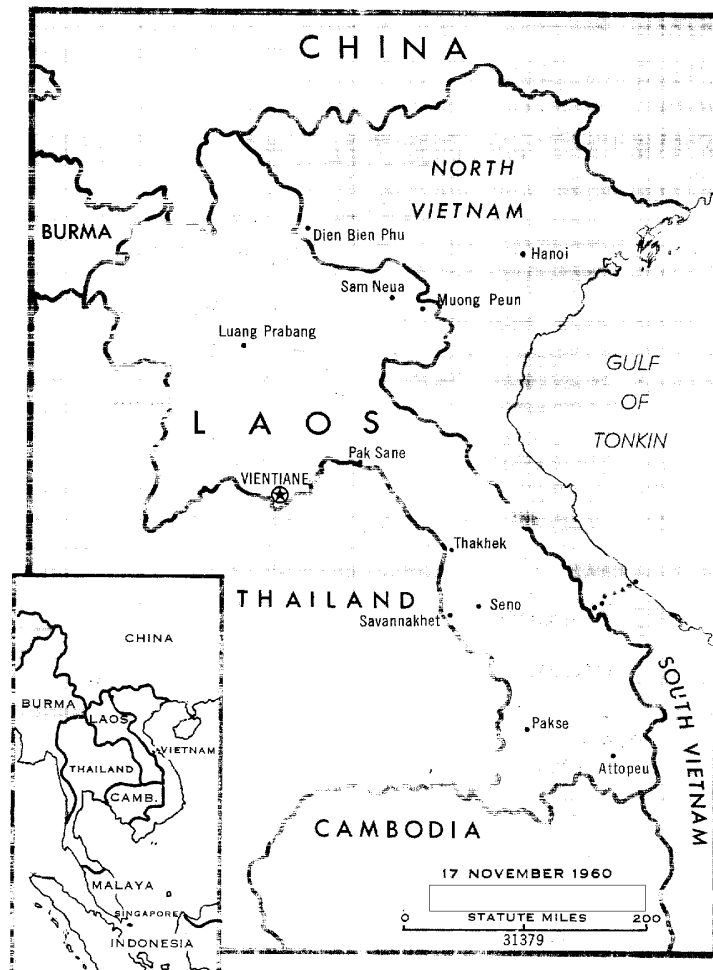 CHINA
NORTH
VIETNAM
BURMA
Dien Bien Phu
Hanoi
Sam Neua
Muong Peun
Luang Prabang
GULF
OF
TONKIN
LAOS
Pak Sane
VIENTIANE
Thakhek
THAILAND
Seno
Savannakhet
SOUTH VIETNAM
Pakse
Attopeu
CAMBODIA
17 NOVEMBER 1960
STATUTE MILES
0 200
31379
CHINA
BURMA
LAOS
VIETNAM
THAILAND
CAMB.
MALAYA
SINGAPORE
INDONESIA